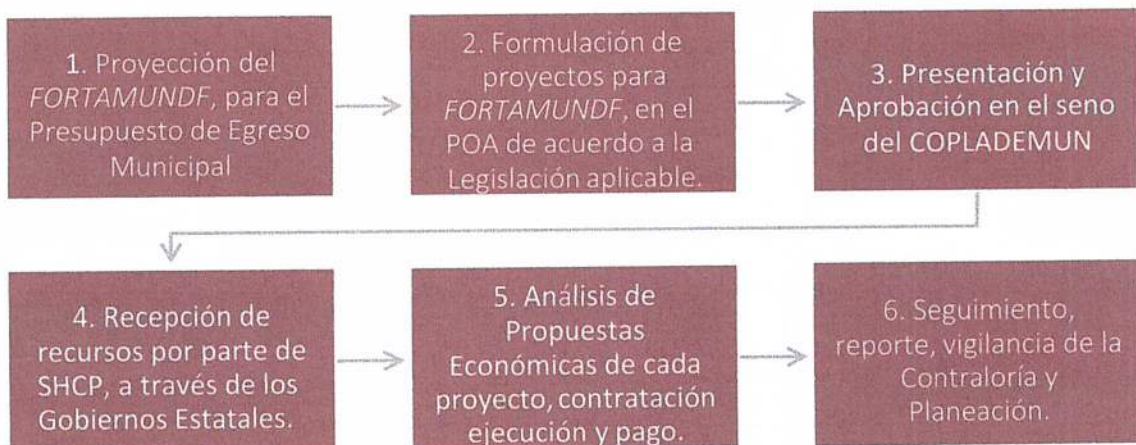 1. Proyección del
FORTAMUNDF, para el
Presupuesto de Egreso
Municipal
2. Formulación de
proyectos para
FORTAMUNDF, en el
POA de acuerdo a la
Legislación aplicable.
3. Presentación y
Aprobación en el seno
del COPLADEMUN
4. Recepción de
recursos por parte de
SHCP, a través de los
Gobiernos Estatales.
5. Análisis de
Propuestas
Económicas de cada
proyecto, contratación
ejecución y pago.
6. Seguimiento,
reporte, vigilancia de la
Contraloría y
Planeación.